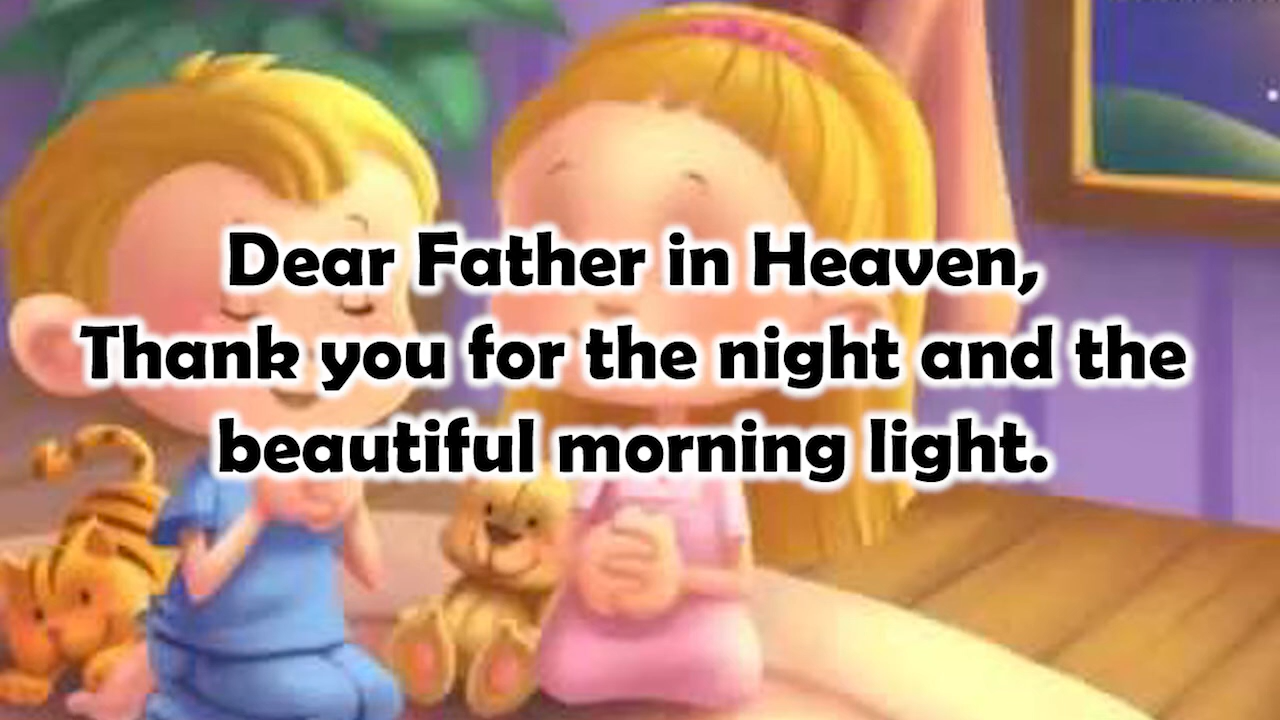 Dear Father in Heaven,
Thank you for the night and the
beautiful morning light.